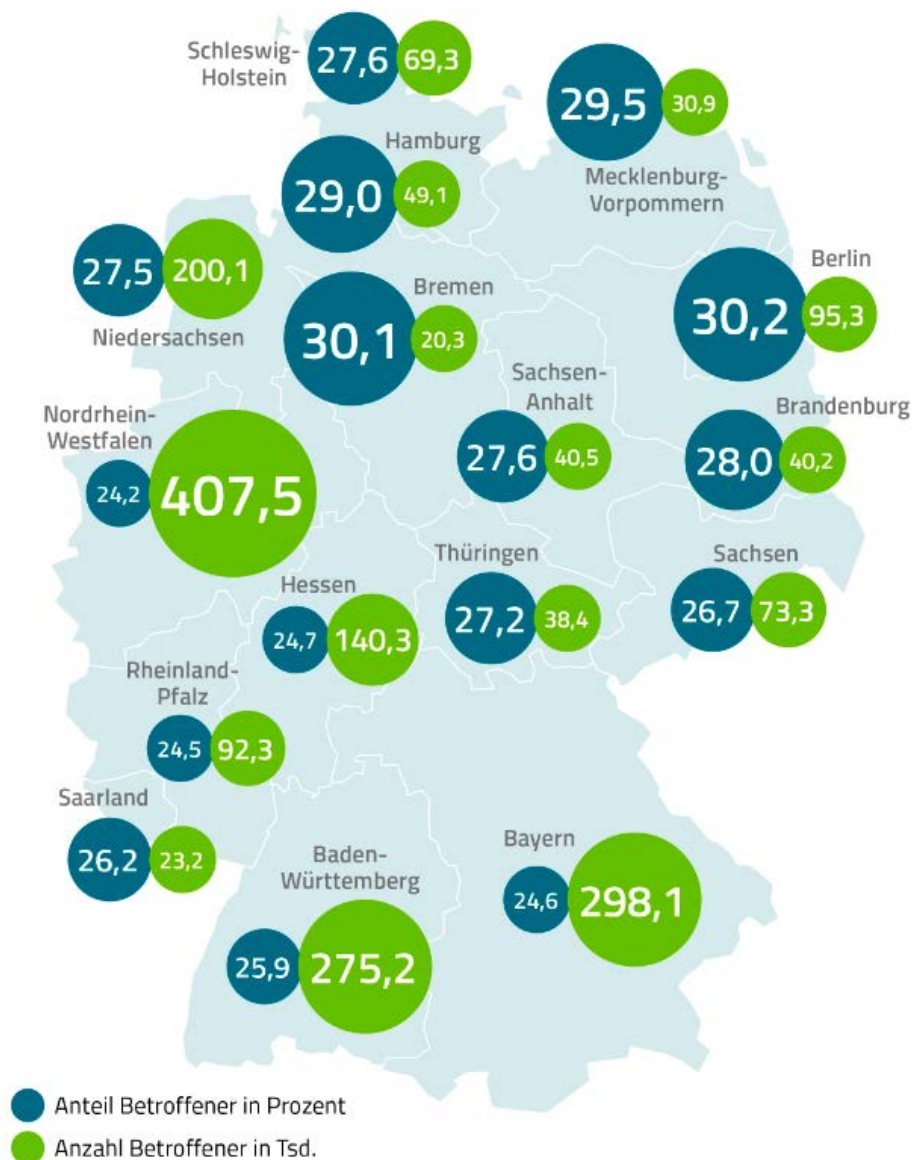 Schleswig-
Holstein
27,6
69,3
29,5
30,9
Mecklenburg-
Vorpommern
Hamburg
29,0
49,1
27,5
200,1
Niedersachsen
Bremen
30,1
20,3
Berlin
30,2
95,3
Sachsen-
Anhalt
27,6
40,5
Brandenburg
28,0
40,2
Nordrhein-
Westfalen
24,2
407,5
Hessen
24,7
140,3
Thüringen
27,2
38,4
Sachsen
26,7
73,3
Rheinland-
Pfalz
24,5
92,3
Saarland
26,2
23,2
Baden-
Württemberg
25,9
275,2
Bayern
24,6
298,1
Anteil Betroffener in Prozent
Anzahl Betroffener in Tsd.